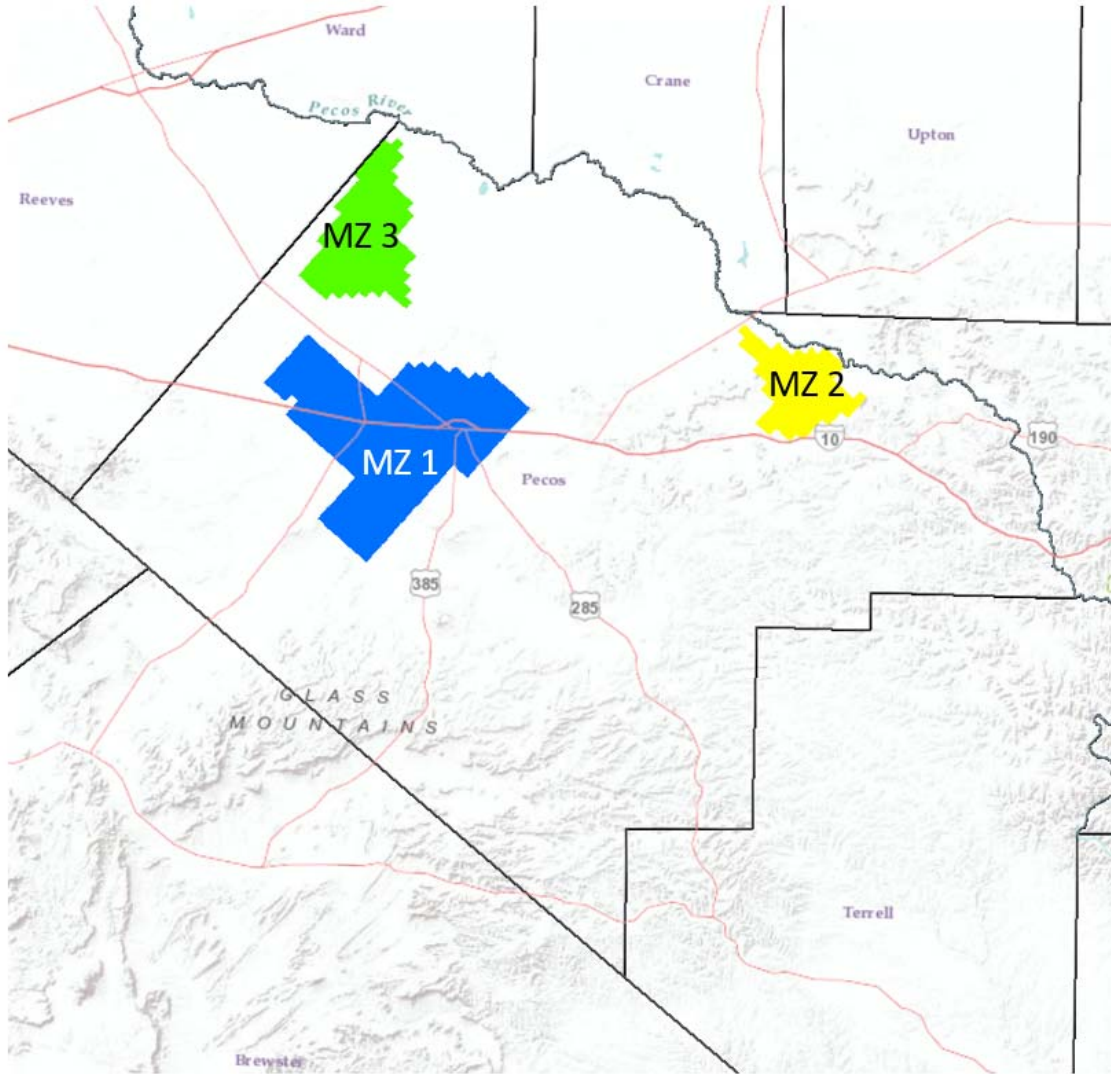 Ward
Crane
Pecos River
Upton
Reeves
MZ 3
MZ 2
10
190
MZ 1
Pecos
385
285
GLASS
MOUNTAINS
Terrell
Brewster